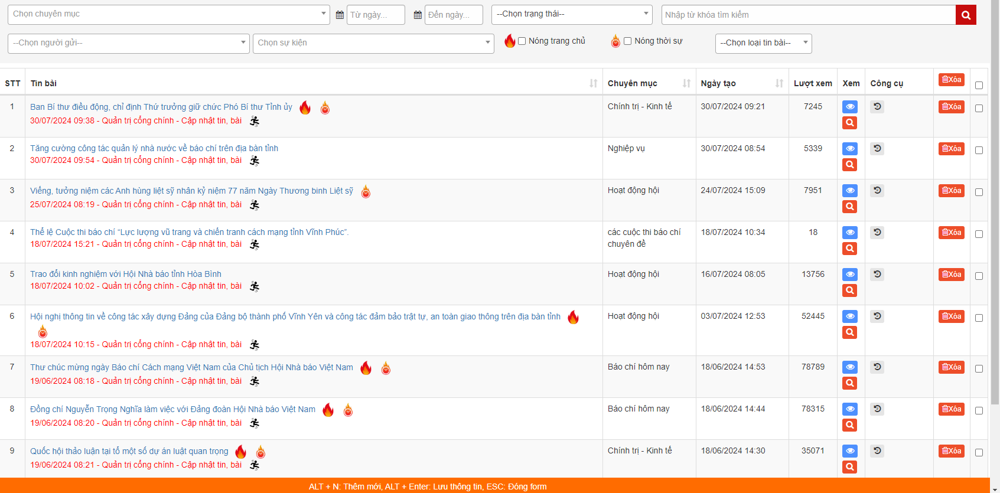 Chọn chuyên mục Từ ngày... Đến ngày... --Chọn trạng thái-- Nhập từ khóa tìm kiếm
--Chọn người gửi-- Chọn sự kiện Nóng trang chủ Nóng thời sự --Chọn loại tin bài--
STT Tin bài Chuyên mục Ngày tạo Lượt xem Xem Công cụ Xóa
1 Ban Bí thư điều động, chỉ định Thứ trưởng giữ chức Phó Bí thư Tỉnh ủy Chính trị - Kinh tế 30/07/2024 09:21 7245 Xóa
30/07/2024 09:38 - Quản trị cổng chính - Cập nhật tin, bài
2 Tăng cường công tác quản lý nhà nước về báo chí trên địa bàn tỉnh Nghiệp vụ 30/07/2024 08:54 5339 Xóa
30/07/2024 09:54 - Quản trị cổng chính - Cập nhật tin, bài
3 Viếng, tưởng niệm các Anh hùng liệt sỹ nhân kỷ niệm 77 năm Ngày Thương binh Liệt sỹ Hoạt động hội 24/07/2024 15:09 7951 Xóa
25/07/2024 08:19 - Quản trị cổng chính - Cập nhật tin, bài
4 Thể lệ Cuộc thi báo chí “Lực lượng vũ trang và chiến tranh cách mạng tỉnh Vĩnh Phúc”. các cuộc thi báo chí 18/07/2024 10:34 18 Xóa
18/07/2024 15:21 - Quản trị cổng chính - Cập nhật tin, bài chuyên đề
5 Trao đổi kinh nghiệm với Hội Nhà báo tỉnh Hòa Bình Hoạt động hội 16/07/2024 08:05 13756 Xóa
18/07/2024 10:02 - Quản trị cổng chính - Cập nhật tin, bài
6 Hội nghị thông tin về công tác xây dựng Đảng của Đảng bộ thành phố Vĩnh Yên và công tác đảm bảo trật tự, an toàn giao thông trên địa bàn tỉnh Hoạt động hội 03/07/2024 12:53 52445 Xóa
18/07/2024 10:15 - Quản trị cổng chính - Cập nhật tin, bài
7 Thư chúc mừng ngày Báo chí Cách mạng Việt Nam của Chủ tịch Hội Nhà báo Việt Nam Báo chí hôm nay 18/06/2024 14:53 78789 Xóa
19/06/2024 08:18 - Quản trị cổng chính - Cập nhật tin, bài
8 Đồng chí Nguyễn Trọng Nghĩa làm việc với Đảng đoàn Hội Nhà báo Việt Nam Báo chí hôm nay 18/06/2024 14:44 78315 Xóa
19/06/2024 08:20 - Quản trị cổng chính - Cập nhật tin, bài
9 Quốc hội thảo luận tại tổ một số dự án luật quan trọng Chính trị - Kinh tế 18/06/2024 14:30 35071 Xóa
19/06/2024 08:21 - Quản trị cổng chính - Cập nhật tin, bài
ALT + N: Thêm mới, ALT + Enter: Lưu thông tin, ESC: Đóng form